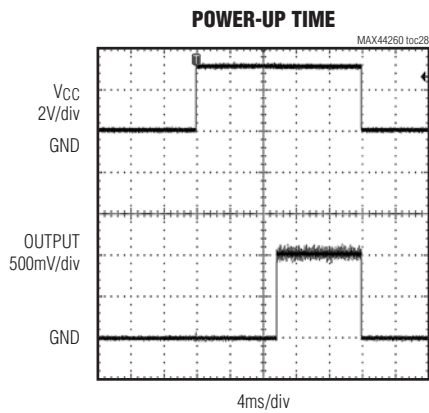 POWER-UP TIME
MAX44260 toc28
VCC
2V/div
GND
OUTPUT
500mV/div
GND
4ms/div